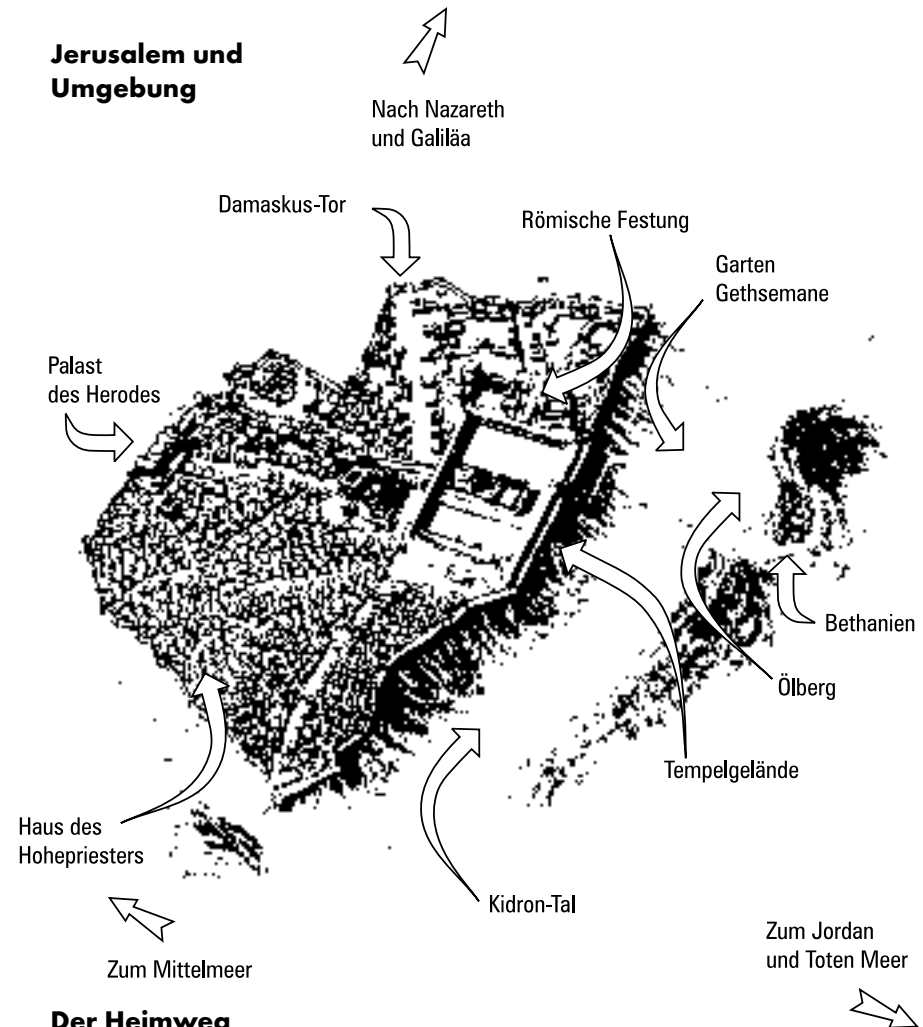 Jerusalem und
Umgebung
Nach Nazareth
und Galiläa
Damaskus-Tor
Römische Festung
Garten
Gethsemane
Palast
des Herodes
Bethanien
Ölberg
Tempelgelände
Haus des
Hohepriesters
Kidron-Tal
Zum Mittelmeer
Zum Jordan
und Toten Meer
Der Heimweg